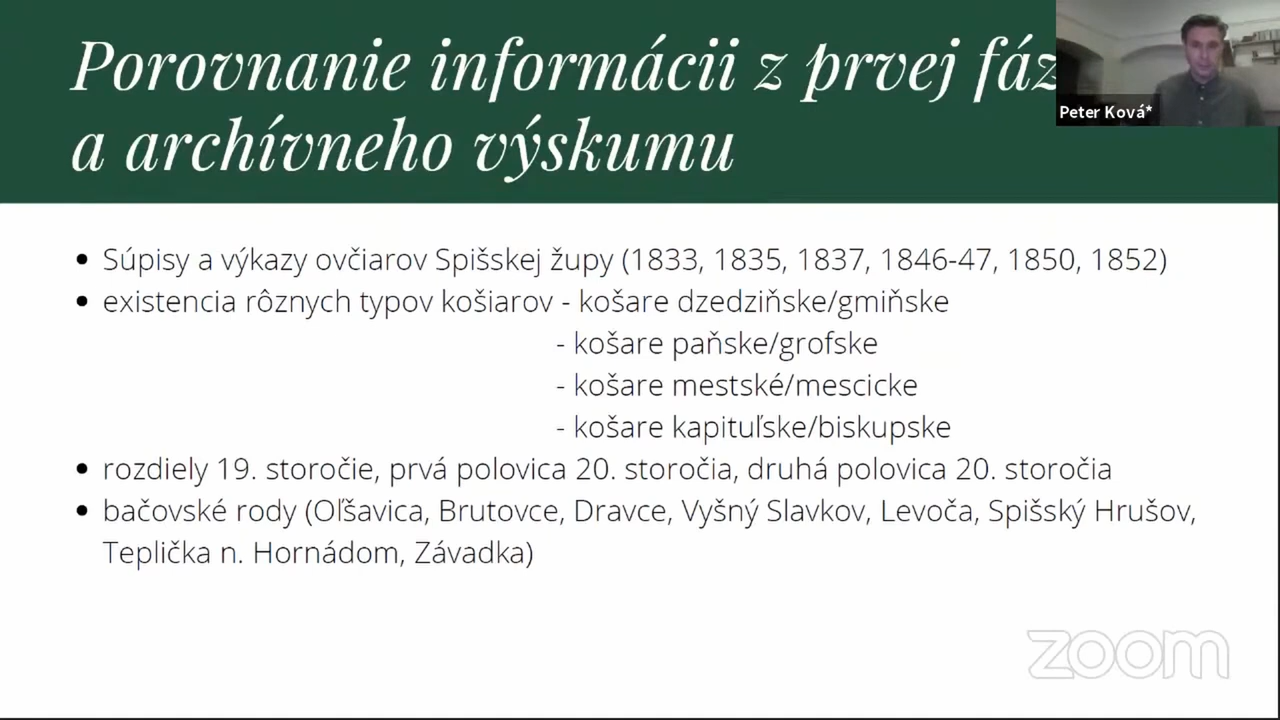 Porovnanie informácii z prvej fáz
a archívneho výskumu
Peter Ková*
• Súpisy a výkazy ovčiarov Spišskej župy (1833, 1835, 1837, 1846-47, 1850, 1852)
• existencia rôznych typov košiarov - košare dzedziňske/gmiňske
- košare paňske/grofske
- košare mestské/mescicke
- košare kapituľske/biskupske
• rozdiely 19. storočie, prvá polovica 20. storočia, druhá polovica 20. storočia
• bačovské rody (Oľšavica, Brutovce, Dravce, Vyšný Slavkov, Levoča, Spišský Hrušov,
Teplička n. Hornádom, Závadka)
zoom